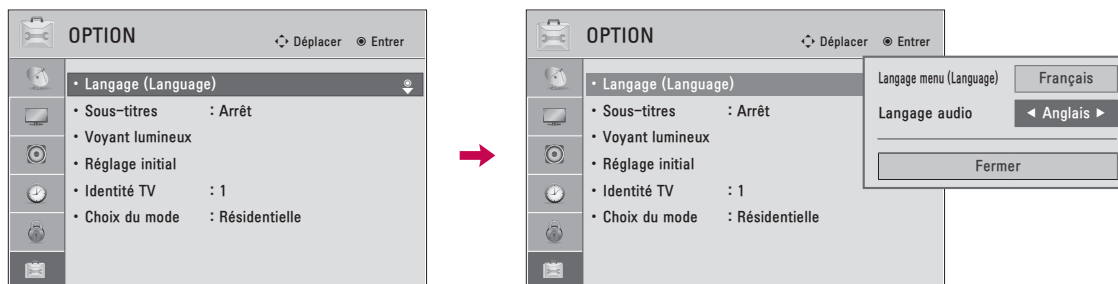 OPTION
Déplacer Entrer
• Langage (Language)
• Sous-titres : Arrêt
• Voyant lumineux
• Réglage initial
• Identité TV : 1
• Choix du mode : Résidentielle
OPTION
Déplacer Entrer
• Langage (Language)
• Sous-titres : Arrêt
• Voyant lumineux
• Réglage initial
• Identité TV : 1
• Choix du mode : Résidentielle
Langage menu (Language) Français
Langage audio ◄ Anglais ►
Fermer